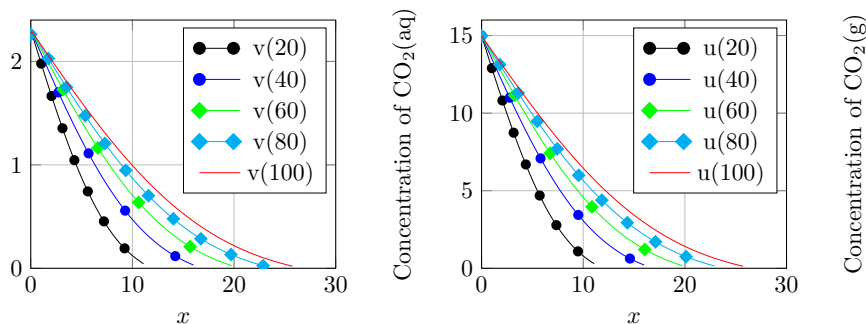 2
1
0
0
10
20
30
x
v(20)
v(40)
v(60)
v(80)
v(100)
Concentration of CO₂(aq)
15
10
5
0
0
10
20
30
x
u(20)
u(40)
u(60)
u(80)
u(100)
Concentration of CO₂(g)